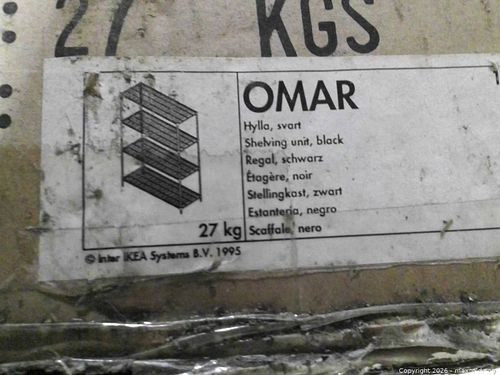 27 KGS
OMAR
Hylla, svart
Shelving unit, black
Regal, schwarz
Étagère, noir
Stellingkast, zwart
Estantería, negro
27 kg
Scaffale, nero
© Inter IKEA Systems B.V. 1995